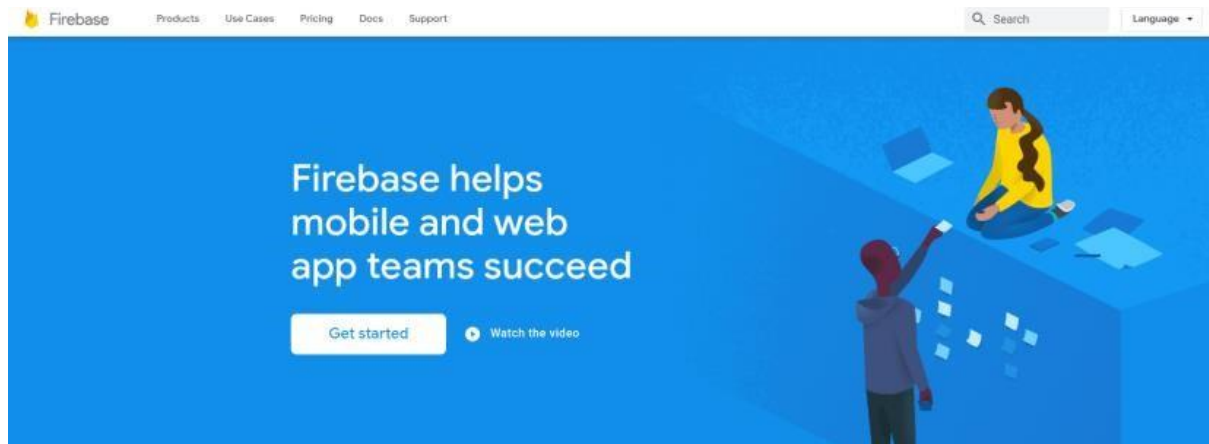 Firebase Products Use Cases Pricing Docs Support Search Language
Firebase helps
mobile and web
app teams succeed
Get started Watch the video